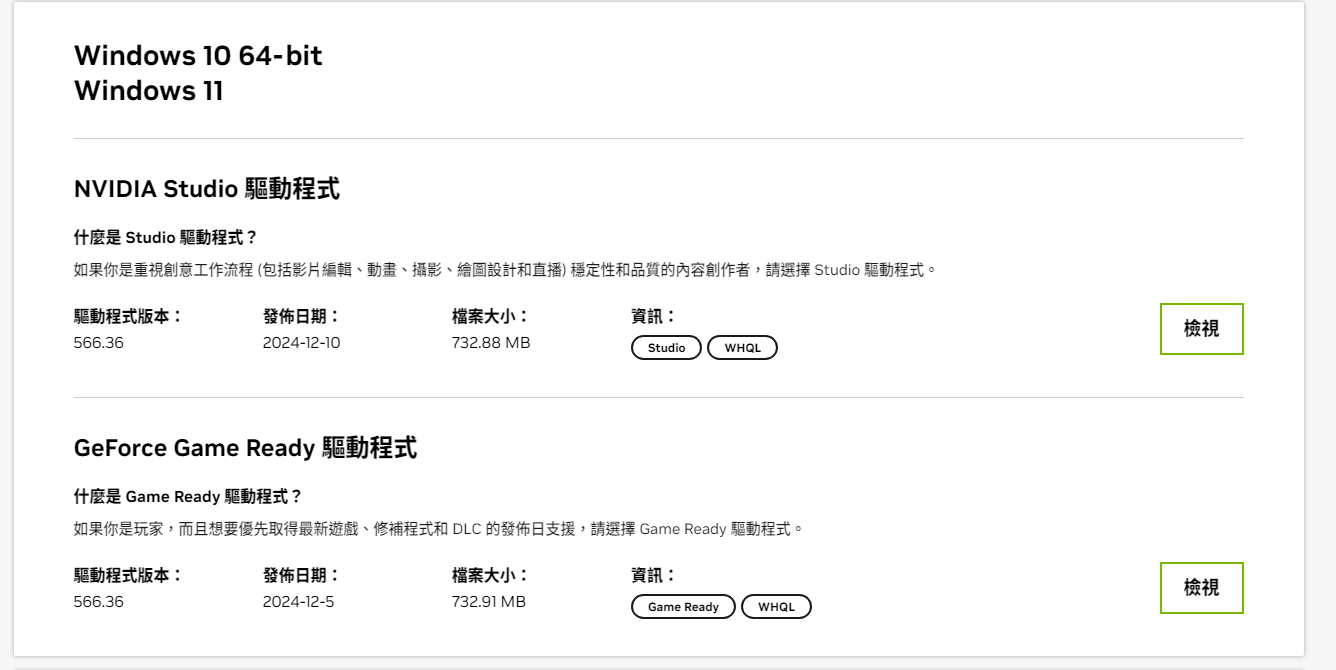 Windows 10 64-bit
Windows 11
NVIDIA Studio 驅動程式
什麼是 Studio 驅動程式？
如果你是重視創意工作流程 (包括影片編輯、動畫、攝影、繪圖設計和直播) 穩定性和品質的內容創作者，請選擇 Studio 驅動程式。
驅動程式版本： 發佈日期： 檔案大小： 資訊：
566.36 2024-12-10 732.88 MB Studio WHQL
檢視
GeForce Game Ready 驅動程式
什麼是 Game Ready 驅動程式？
如果你是玩家，而且想要優先取得最新遊戲、修補程式和 DLC 的發佈日支援，請選擇 Game Ready 驅動程式。
驅動程式版本： 發佈日期： 檔案大小： 資訊：
566.36 2024-12-5 732.91 MB Game Ready WHQL
檢視